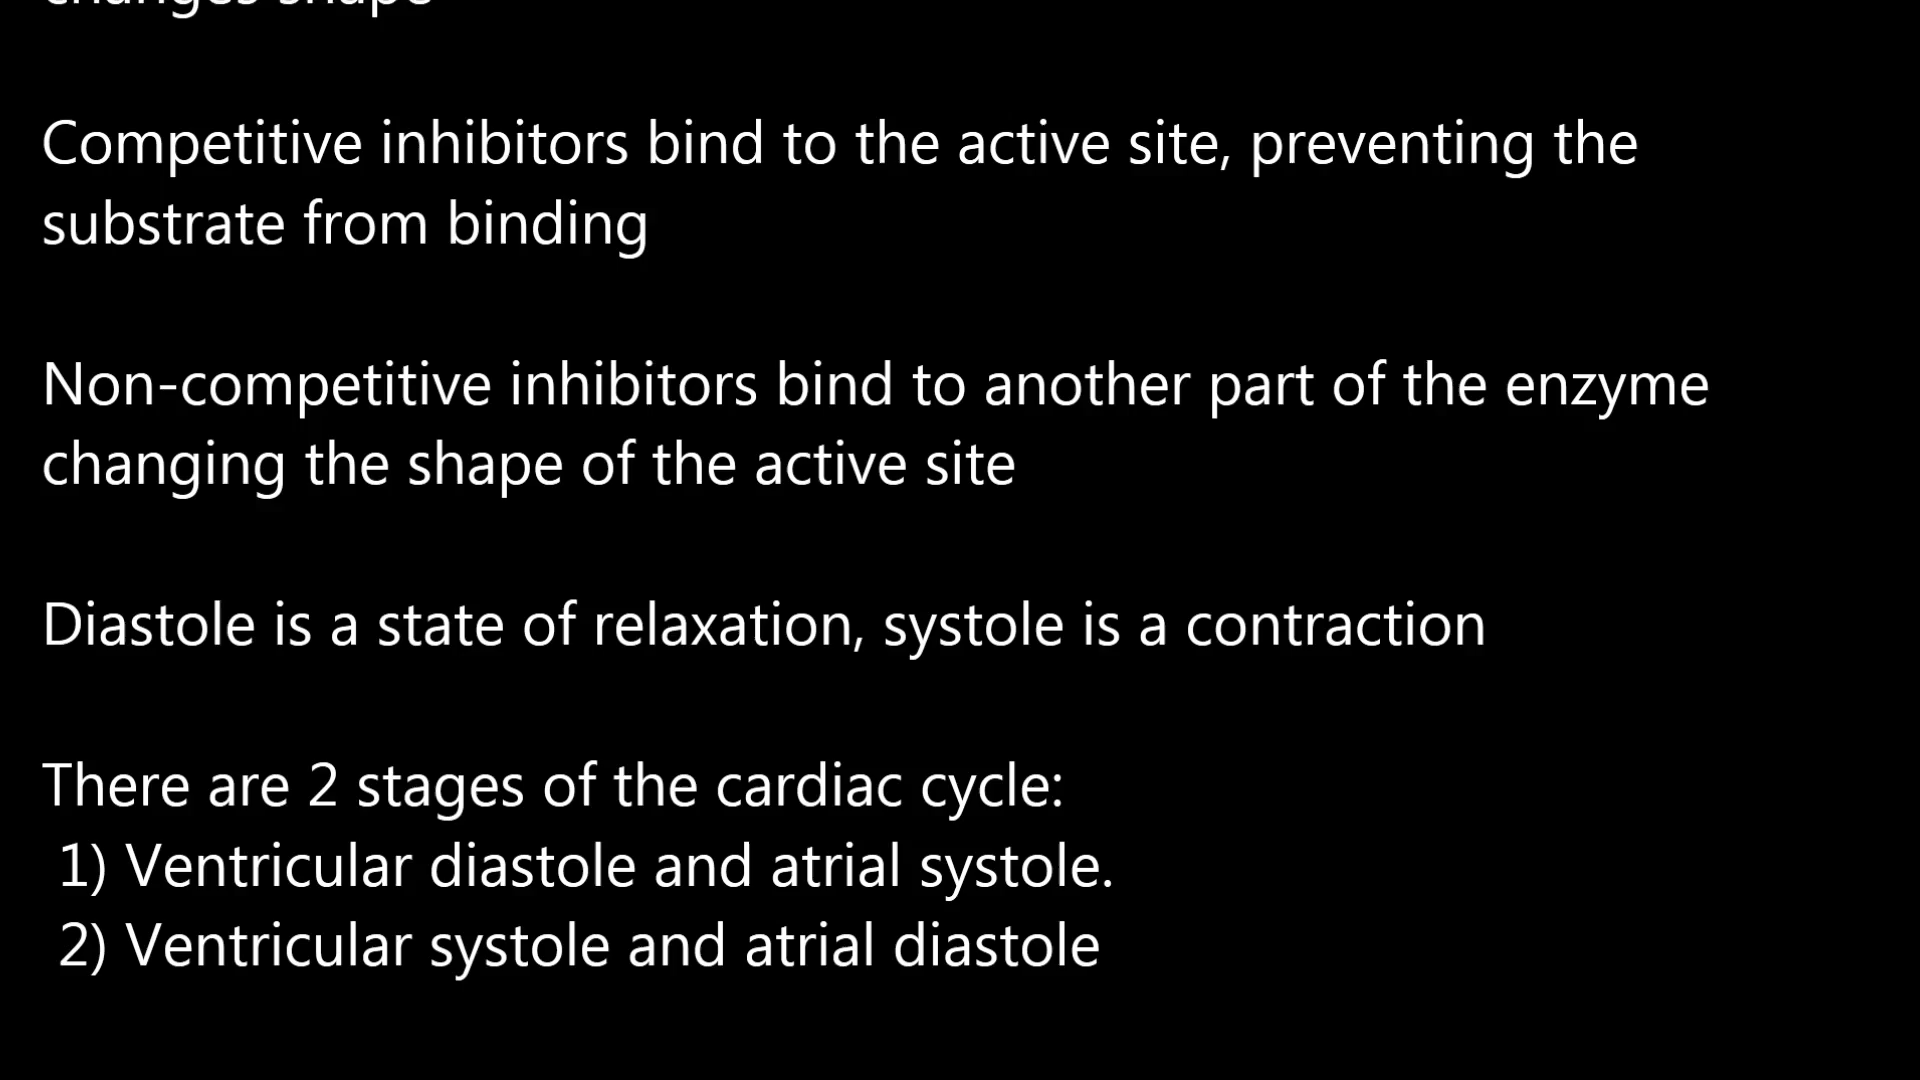 changes shape
Competitive inhibitors bind to the active site, preventing the
substrate from binding
Non-competitive inhibitors bind to another part of the enzyme
changing the shape of the active site
Diastole is a state of relaxation, systole is a contraction
There are 2 stages of the cardiac cycle:
1) Ventricular diastole and atrial systole.
2) Ventricular systole and atrial diastole